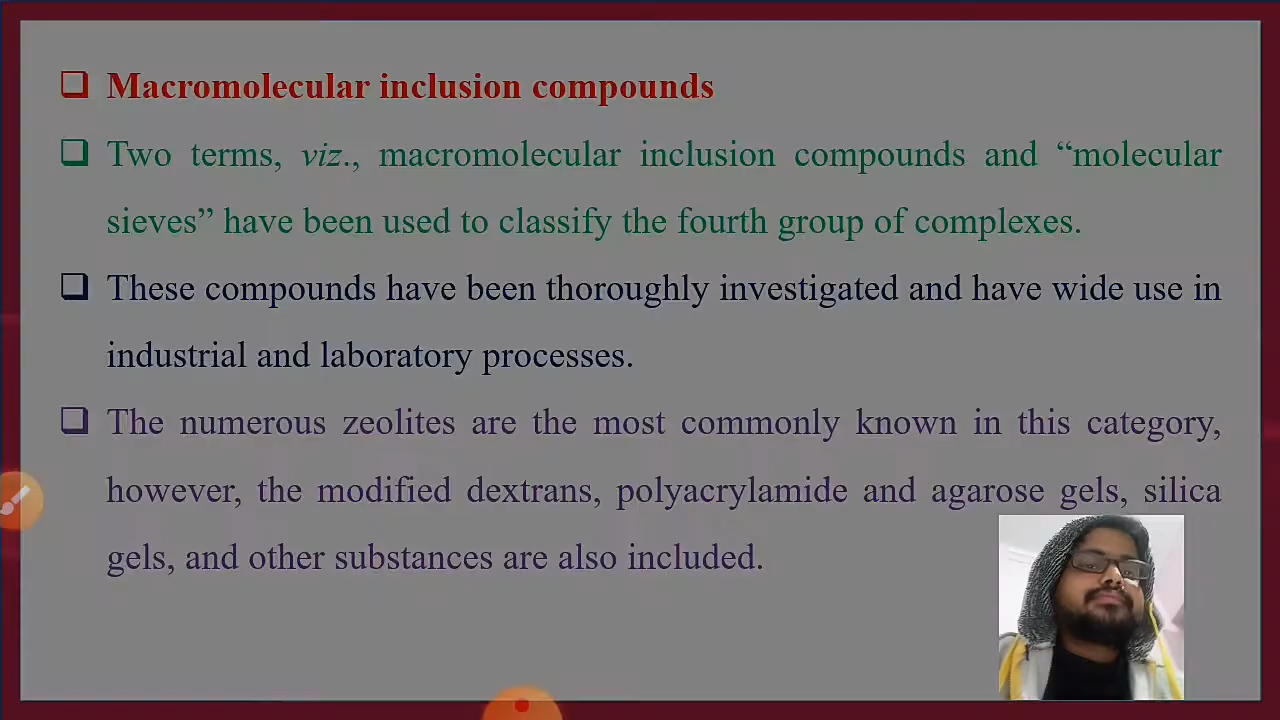 Macromolecular inclusion compounds
Two terms, viz., macromolecular inclusion compounds and “molecular
sieves” have been used to classify the fourth group of complexes.
These compounds have been thoroughly investigated and have wide use in
industrial and laboratory processes.
The numerous zeolites are the most commonly known in this category,
however, the modified dextrans, polyacrylamide and agarose gels, silica
gels, and other substances are also included.